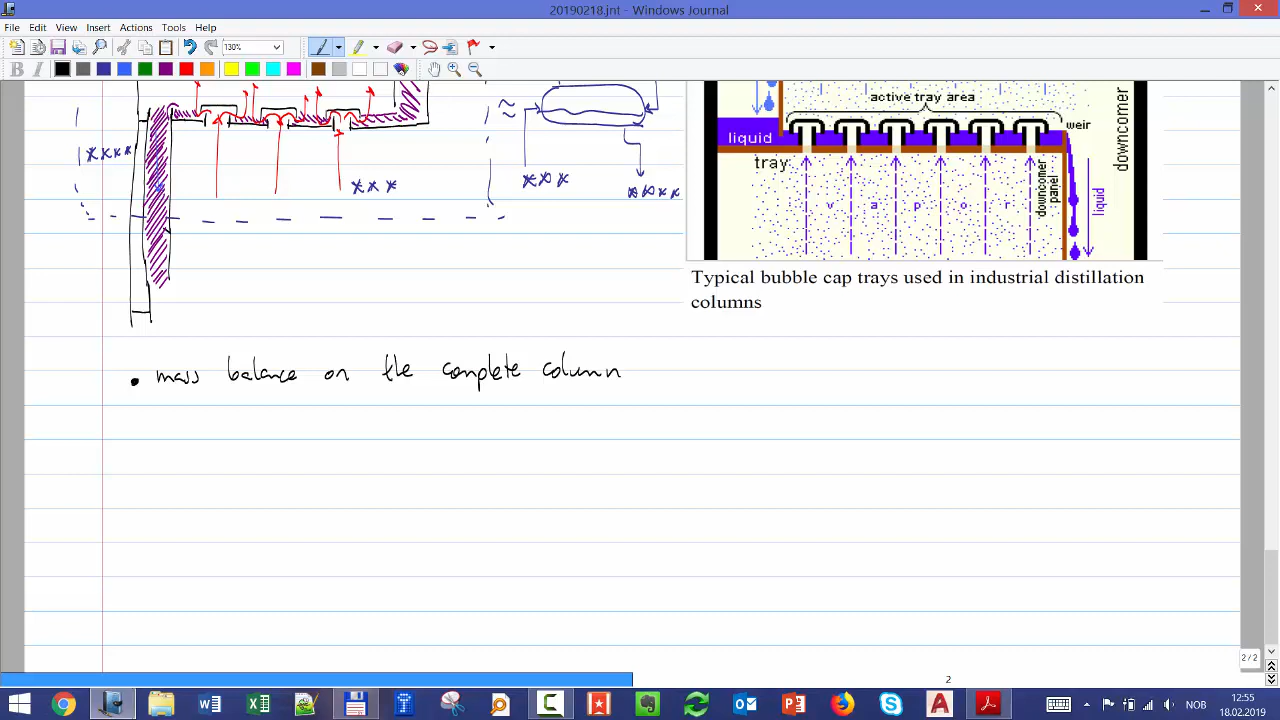 20190218.jnt - Windows Journal
File Edit View Insert Actions Tools Help
130%
B I
active tray area
liquid
weir
tray
v a p o r
downcomer panel
liquid
downcomer
Typical bubble cap trays used in industrial distillation
columns
• mass balance on the complete column
2/2
2
NOB
12:55
18.02.2019